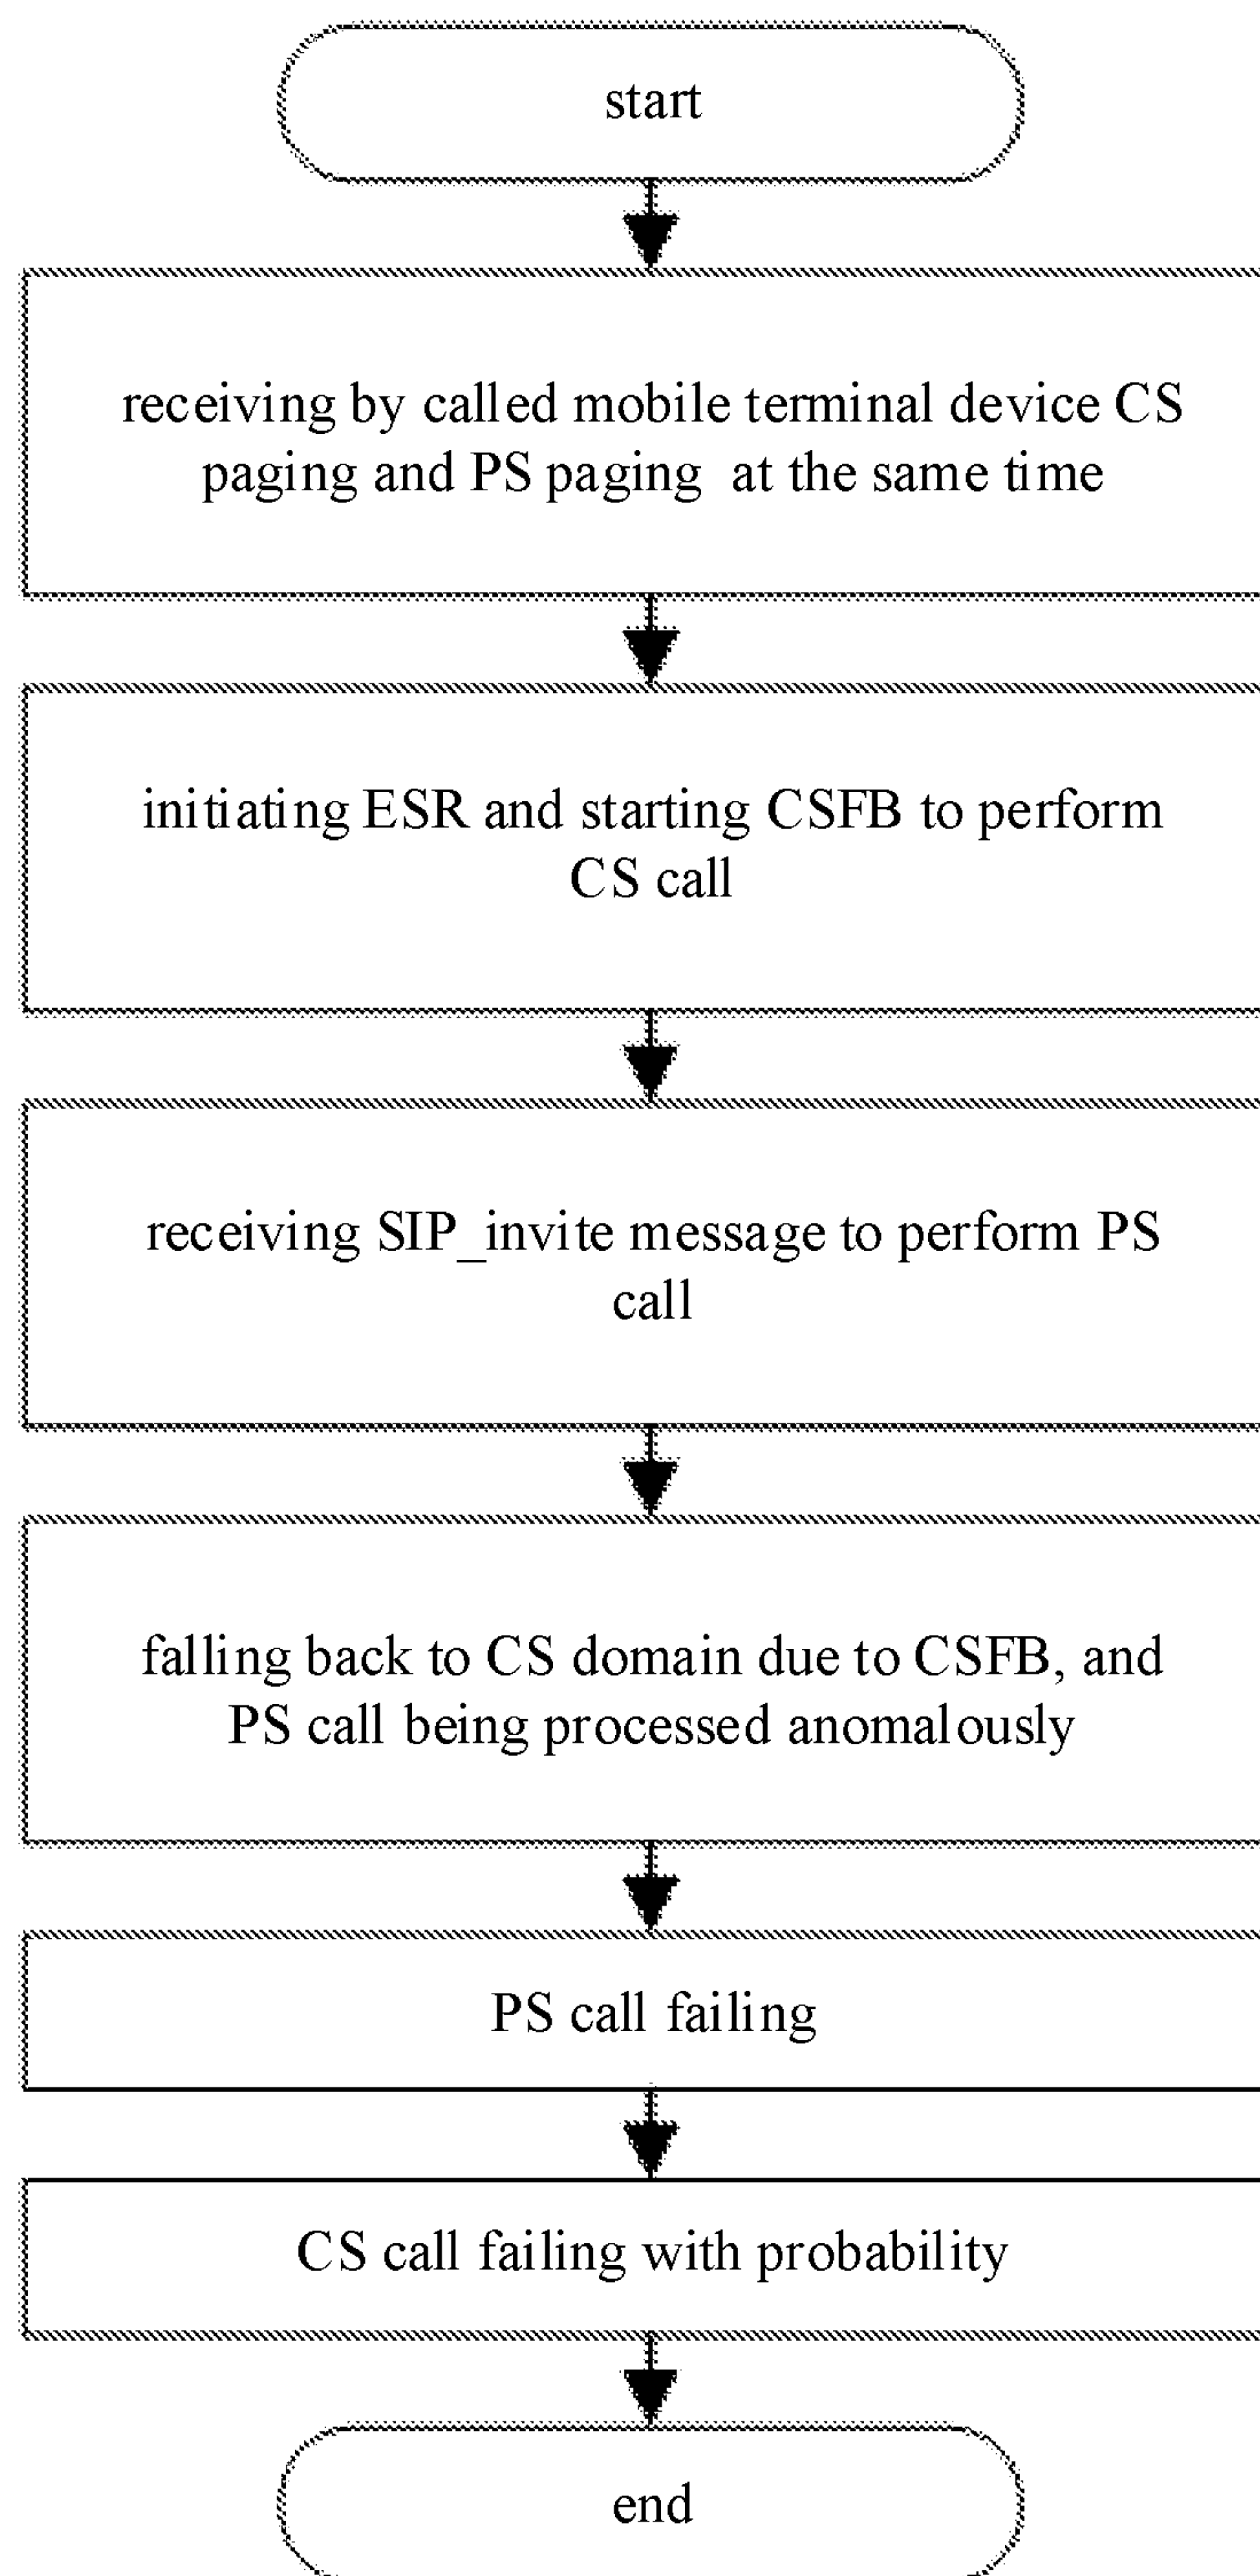 start
receiving by called mobile terminal device CS
paging and PS paging at the same time
initiating ESR and starting CSFB to perform
CS call
receiving SIP_invite message to perform PS
call
falling back to CS domain due to CSFB, and
PS call being processed anomalously
PS call failing
CS call failing with probability
end